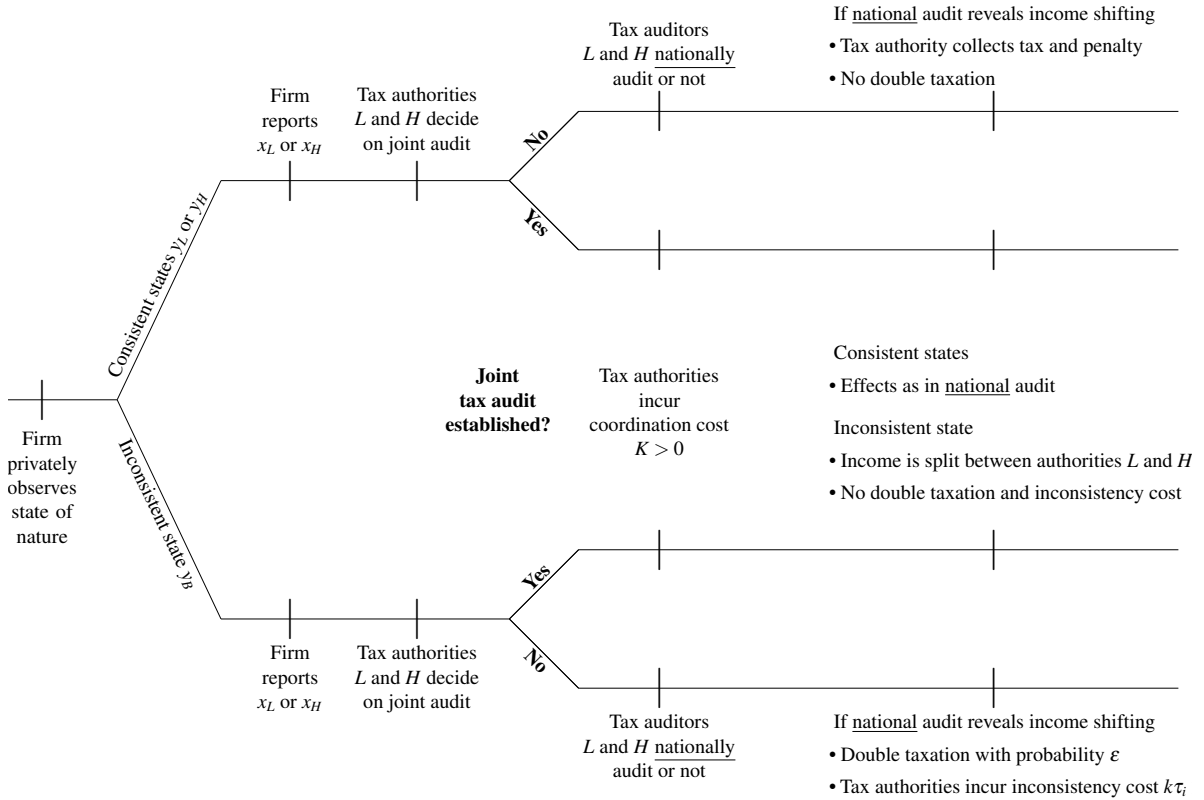 Tax auditors
L and H nationally
audit or not
If national audit reveals income shifting
• Tax authority collects tax and penalty
• No double taxation
Firm
reports
x_L or x_H
Tax authorities
L and H decide
on joint audit
No
Yes
Consistent states y_L or y_H
Firm
privately
observes
state of
nature
Joint
tax audit
established?
Tax authorities
incur
coordination cost
K > 0
Consistent states
• Effects as in national audit
Inconsistent state
• Income is split between authorities L and H
• No double taxation and inconsistency cost
Inconsistent state y_B
Yes
No
Firm
reports
x_L or x_H
Tax authorities
L and H decide
on joint audit
Tax auditors
L and H nationally
audit or not
If national audit reveals income shifting
• Double taxation with probability ε
• Tax authorities incur inconsistency cost kτ_i